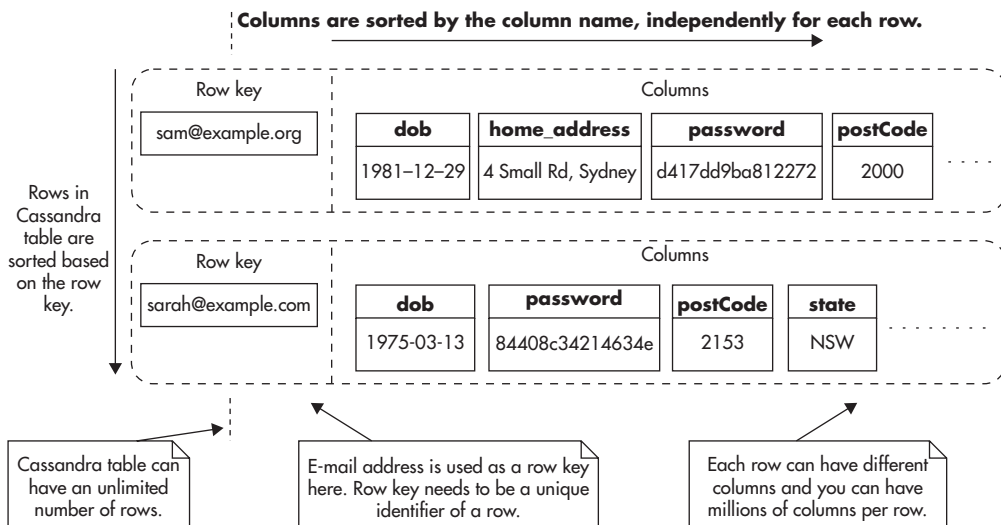 Columns are sorted by the column name, independently for each row.
Rows in
Cassandra
table are
sorted based
on the row
key.
Row key
sam@example.org
Columns
dob
1981–12–29
home_address
4 Small Rd, Sydney
password
d417dd9ba812272
postCode
2000
Row key
sarah@example.com
Columns
dob
1975-03-13
password
84408c34214634e
postCode
2153
state
NSW
Cassandra table can
have an unlimited
number of rows.
E-mail address is used as a row key
here. Row key needs to be a unique
identifier of a row.
Each row can have different
columns and you can have
millions of columns per row.